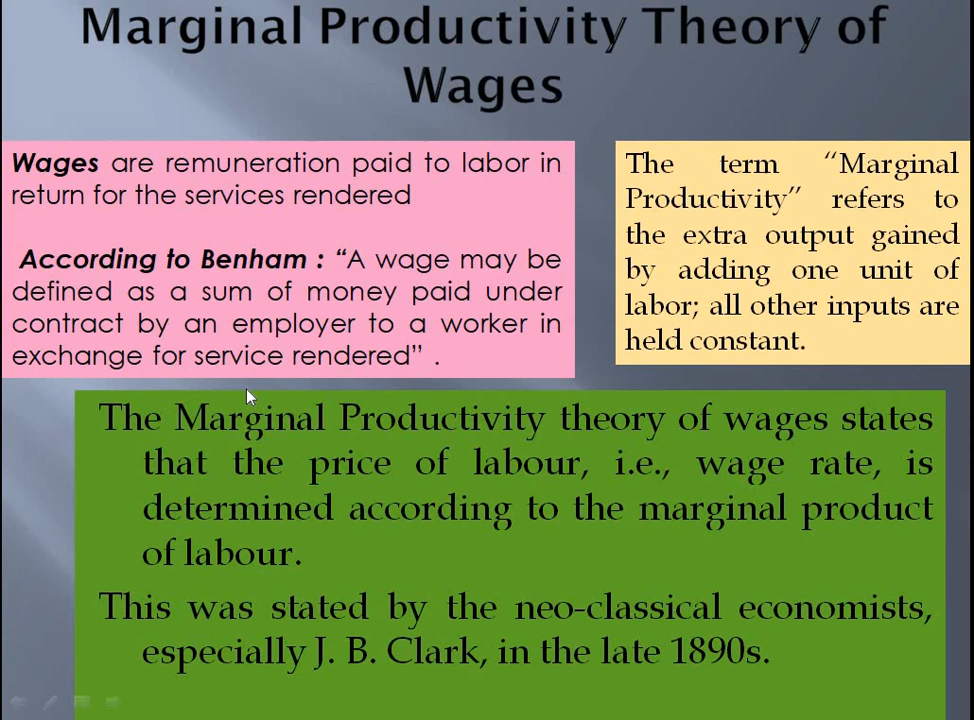 Marginal Productivity Theory of
Wages
Wages are remuneration paid to labor in
return for the services rendered
According to Benham : “A wage may be
defined as a sum of money paid under
contract by an employer to a worker in
exchange for service rendered” .
The term “Marginal
Productivity” refers to
the extra output gained
by adding one unit of
labor; all other inputs are
held constant.
The Marginal Productivity theory of wages states
that the price of labour, i.e., wage rate, is
determined according to the marginal product
of labour.
This was stated by the neo-classical economists,
especially J. B. Clark, in the late 1890s.